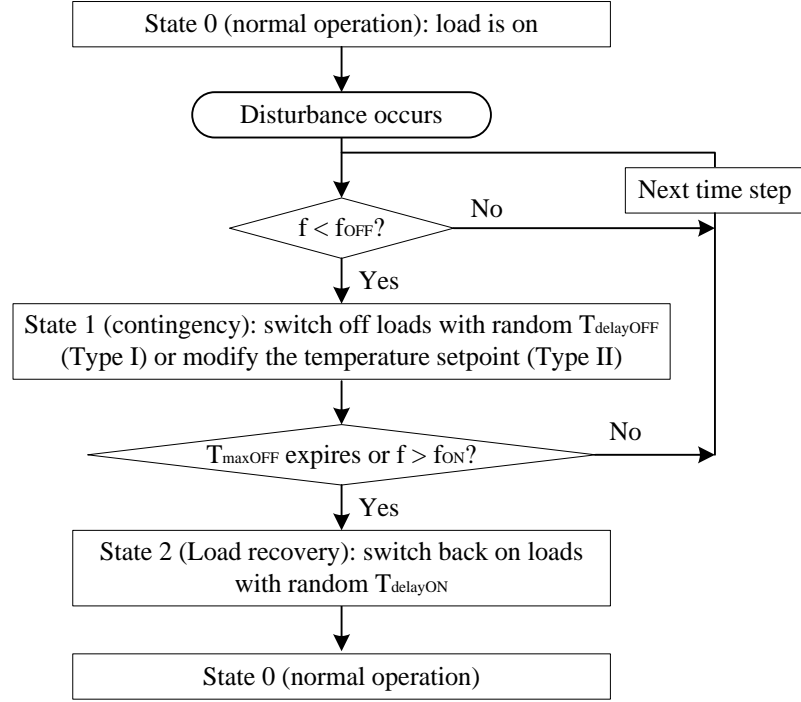 State 0 (normal operation): load is on
Disturbance occurs
Next time step
f < fOFF?
No
Yes
State 1 (contingency): switch off loads with random TdelayOFF
(Type I) or modify the temperature setpoint (Type II)
TmaxOFF expires or f > fON?
No
Yes
State 2 (Load recovery): switch back on loads
with random TdelayON
State 0 (normal operation)